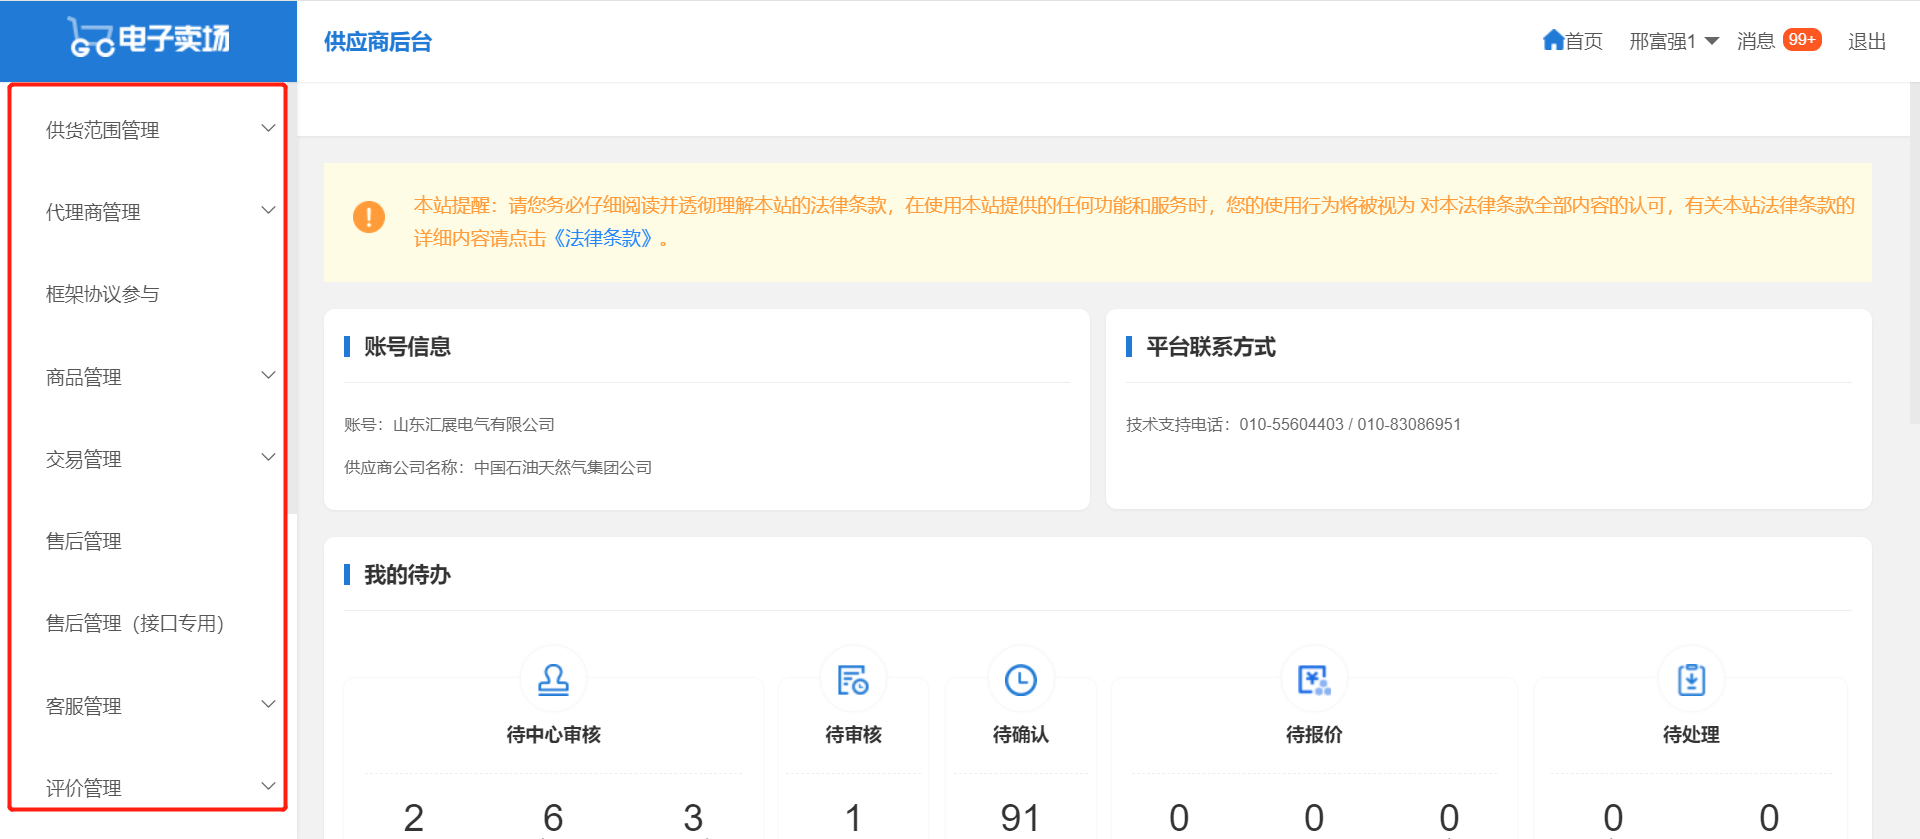 电子卖场
供应商后台
首页
邢富强1
消息
99+
退出
供货范围管理
代理商管理
框架协议参与
商品管理
交易管理
售后管理
售后管理（接口专用）
客服管理
评价管理
本站提醒：请您务必仔细阅读并透彻理解本站的法律条款，在使用本站提供的任何功能和服务时，您的使用行为将被视为 对本法律条款全部内容的认可，有关本站法律条款的
详细内容请点击《法律条款》。
账号信息
账号：山东汇展电气有限公司
供应商公司名称：中国石油天然气集团公司
平台联系方式
技术支持电话：010-55604403 / 010-83086951
我的待办
待中心审核
待审核
待确认
待报价
待处理
2 6 3 1 91 0 0 0 0 0